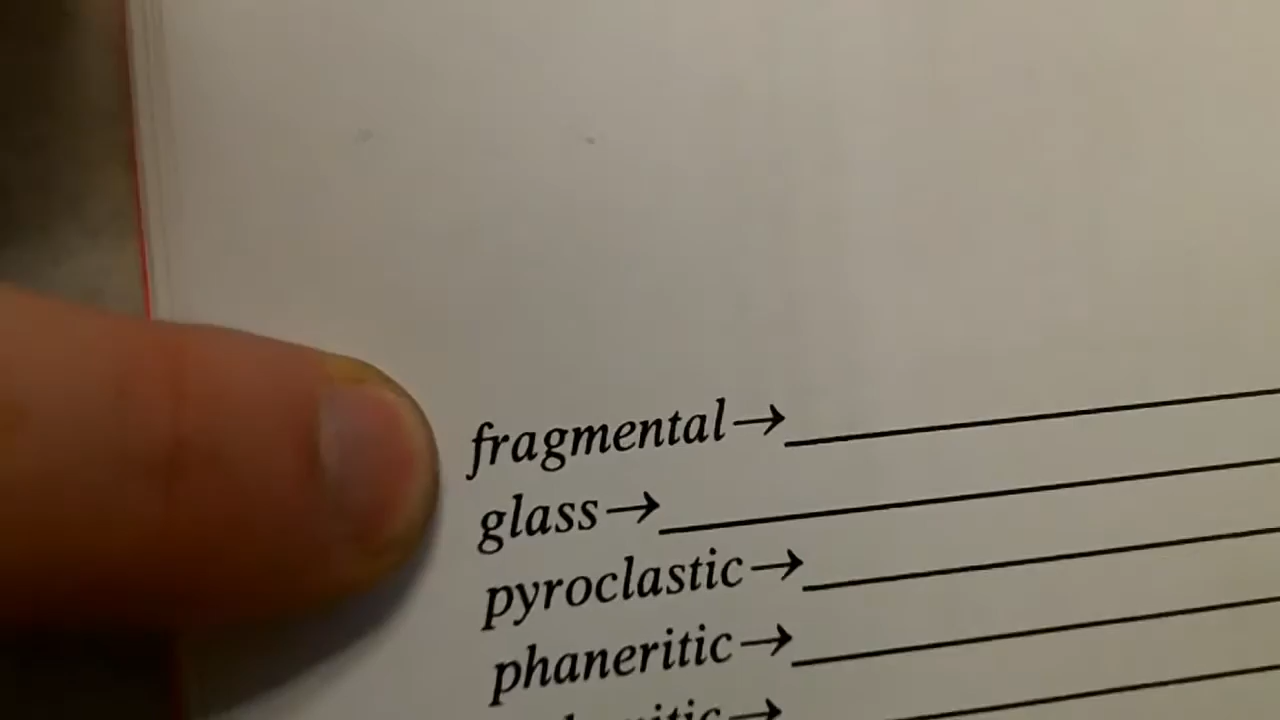 fragmental→
glass→
pyroclastic→
phaneritic→